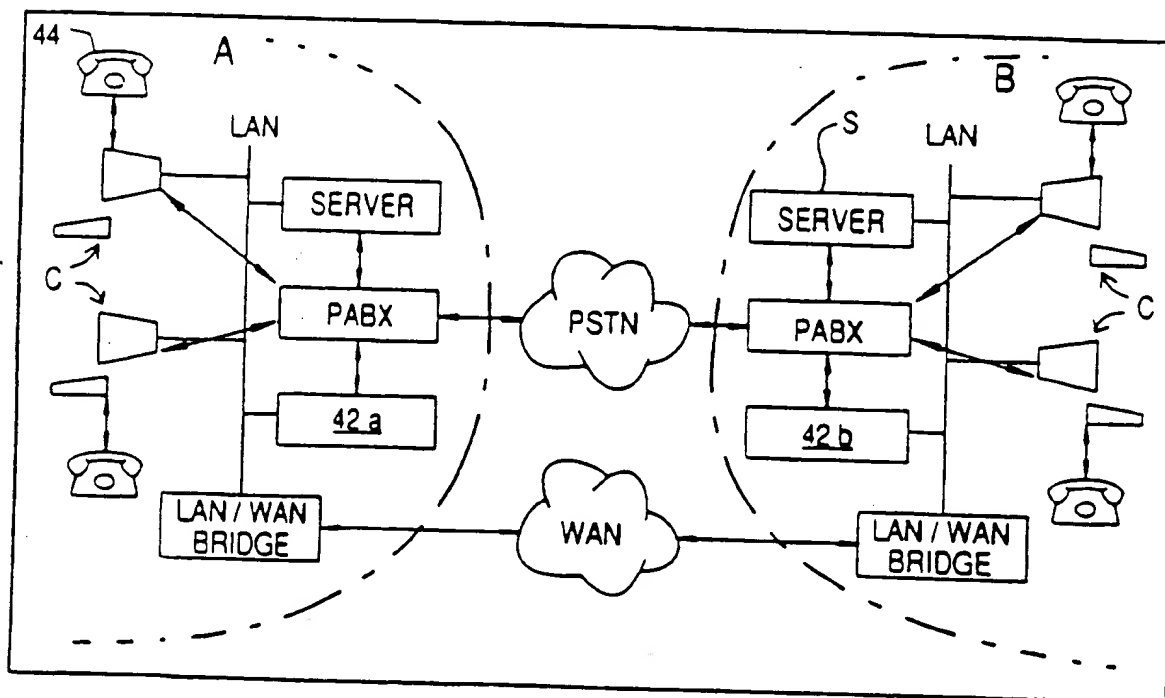 44
A
LAN
SERVER
C
PABX
42 a
LAN / WAN
BRIDGE
PSTN
WAN
B
S
LAN
SERVER
C
PABX
42 b
LAN / WAN
BRIDGE